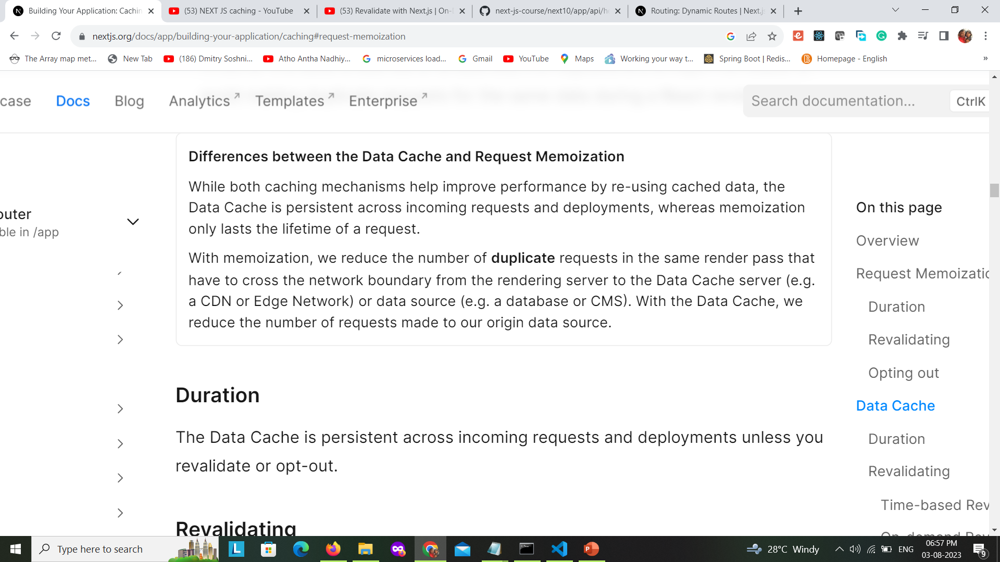 Building Your Application: Cachin
(53) NEXT JS caching - YouTube
(53) Revalidate with Next.js | On-
next-js-course/next10/app/api/he
Routing: Dynamic Routes | Next.js
nextjs.org/docs/app/building-your-application/caching#request-memoization
The Array map met...
New Tab
(186) Dmitry Soshni...
Atho Antha Nadhiy...
microservices load...
Gmail
YouTube
Maps
Working your way t...
Spring Boot | Redis...
Homepage - English
»
case
Docs
Blog
Analytics
Templates
Enterprise
Search documentation...
CtrlK
Differences between the Data Cache and Request Memoization
While both caching mechanisms help improve performance by re-using cached data, the
Data Cache is persistent across incoming requests and deployments, whereas memoization
only lasts the lifetime of a request.
With memoization, we reduce the number of duplicate requests in the same render pass that
have to cross the network boundary from the rendering server to the Data Cache server (e.g.
a CDN or Edge Network) or data source (e.g. a database or CMS). With the Data Cache, we
reduce the number of requests made to our origin data source.
Duration
The Data Cache is persistent across incoming requests and deployments unless you
revalidate or opt-out.
Revalidating
outer
ble in /app
On this page
Overview
Request Memoizatio
Duration
Revalidating
Opting out
Data Cache
Duration
Revalidating
Time-based Rev
On-demand Rev
Type here to search
28°C Windy
ENG
06:57 PM
03-08-2023
9